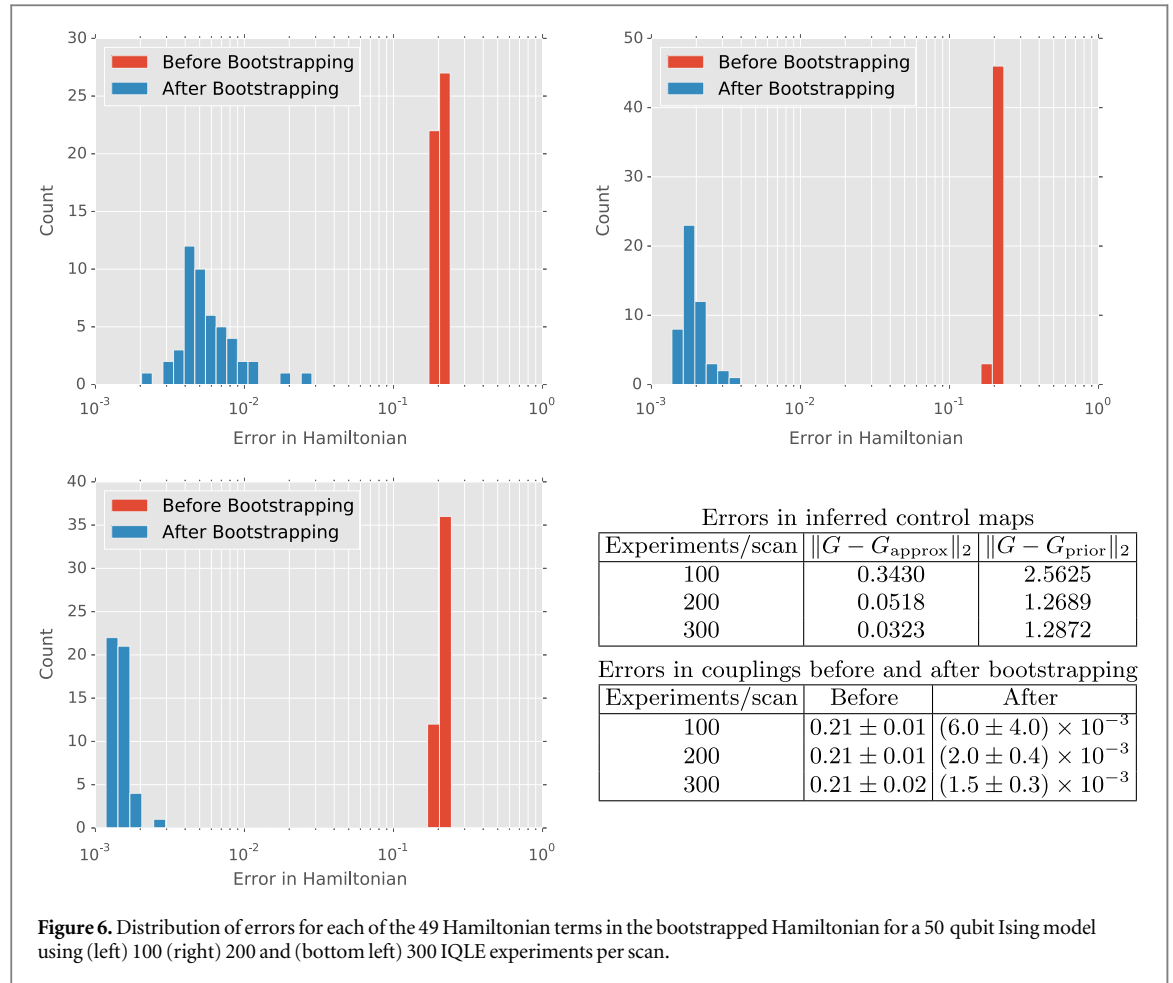 30
25
20
15
10
5
0
Count
Before Bootstrapping
After Bootstrapping
10⁻³ 10⁻² 10⁻¹ 10⁰
Error in Hamiltonian
50
40
30
20
10
0
Count
Before Bootstrapping
After Bootstrapping
10⁻³ 10⁻² 10⁻¹ 10⁰
Error in Hamiltonian
40
35
30
25
20
15
10
5
0
Count
Before Bootstrapping
After Bootstrapping
10⁻³ 10⁻² 10⁻¹ 10⁰
Error in Hamiltonian
Errors in inferred control maps
Experiments/scan ‖G − G_approx‖₂ ‖G − G_prior‖₂
100 0.3430 2.5625
200 0.0518 1.2689
300 0.0323 1.2872
Errors in couplings before and after bootstrapping
Experiments/scan Before After
100 0.21 ± 0.01 (6.0 ± 4.0) × 10⁻³
200 0.21 ± 0.01 (2.0 ± 0.4) × 10⁻³
300 0.21 ± 0.02 (1.5 ± 0.3) × 10⁻³
Figure 6. Distribution of errors for each of the 49 Hamiltonian terms in the bootstrapped Hamiltonian for a 50 qubit Ising model
using (left) 100 (right) 200 and (bottom left) 300 IQLE experiments per scan.